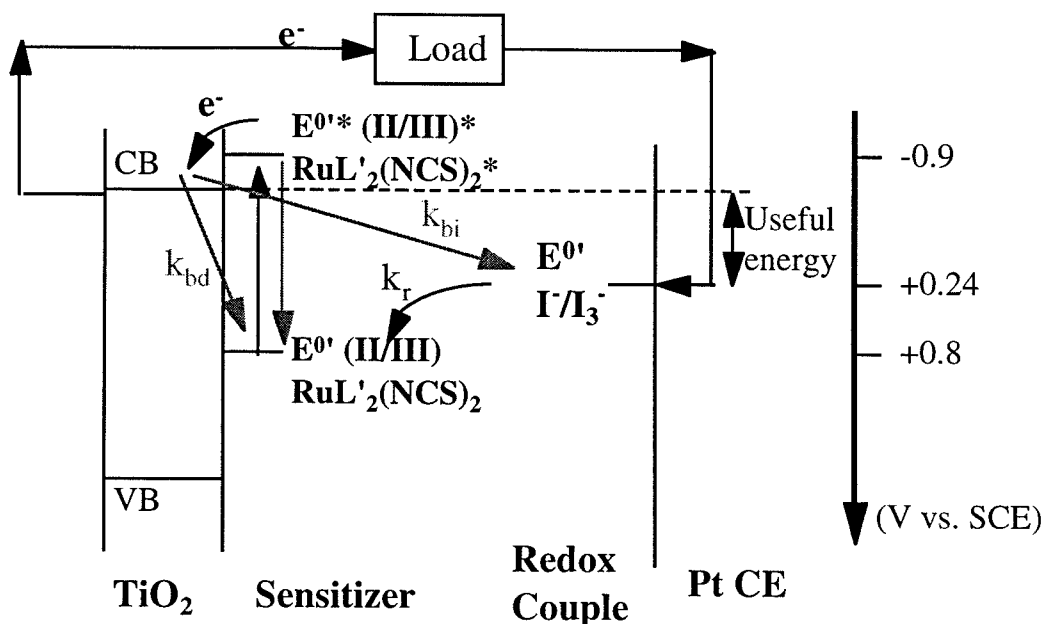 e-
Load
e-
E0'* (II/III)*
RuL'2(NCS)2*
CB
-0.9
kbi
Useful
energy
E0'
kbd
kr
I-/I3-
+0.24
E0' (II/III)
RuL'2(NCS)2
+0.8
VB
(V vs. SCE)
TiO2
Sensitizer
Redox
Couple
Pt CE